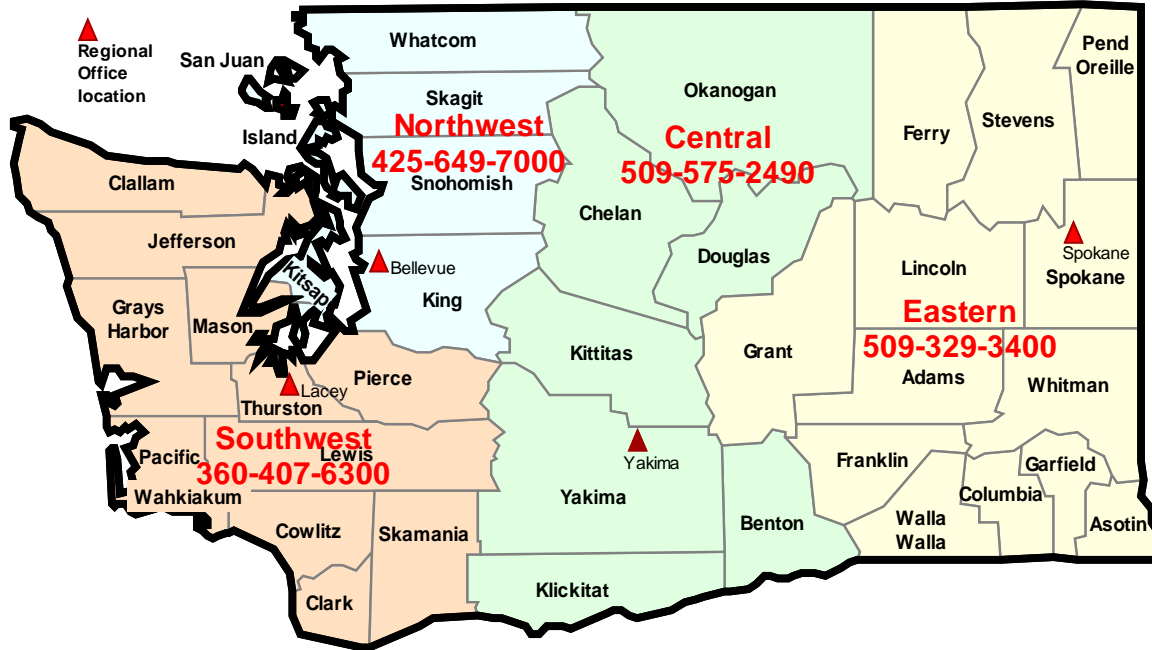 Regional
Office
location
San Juan
Island
Whatcom
Skagit
Northwest
425-649-7000
Snohomish
King
Bellevue
Kitsap
Clallam
Jefferson
Grays
Harbor
Mason
Lacey
Thurston
Pierce
Southwest
360-407-6300
Lewis
Pacific
Wahkiakum
Cowlitz
Skamania
Clark
Okanogan
Central
509-575-2490
Chelan
Douglas
Kittitas
Yakima
Yakima
Benton
Klickitat
Ferry
Stevens
Pend
Oreille
Lincoln
Spokane
Spokane
Eastern
509-329-3400
Grant
Adams
Whitman
Franklin
Walla
Walla
Columbia
Garfield
Asotin